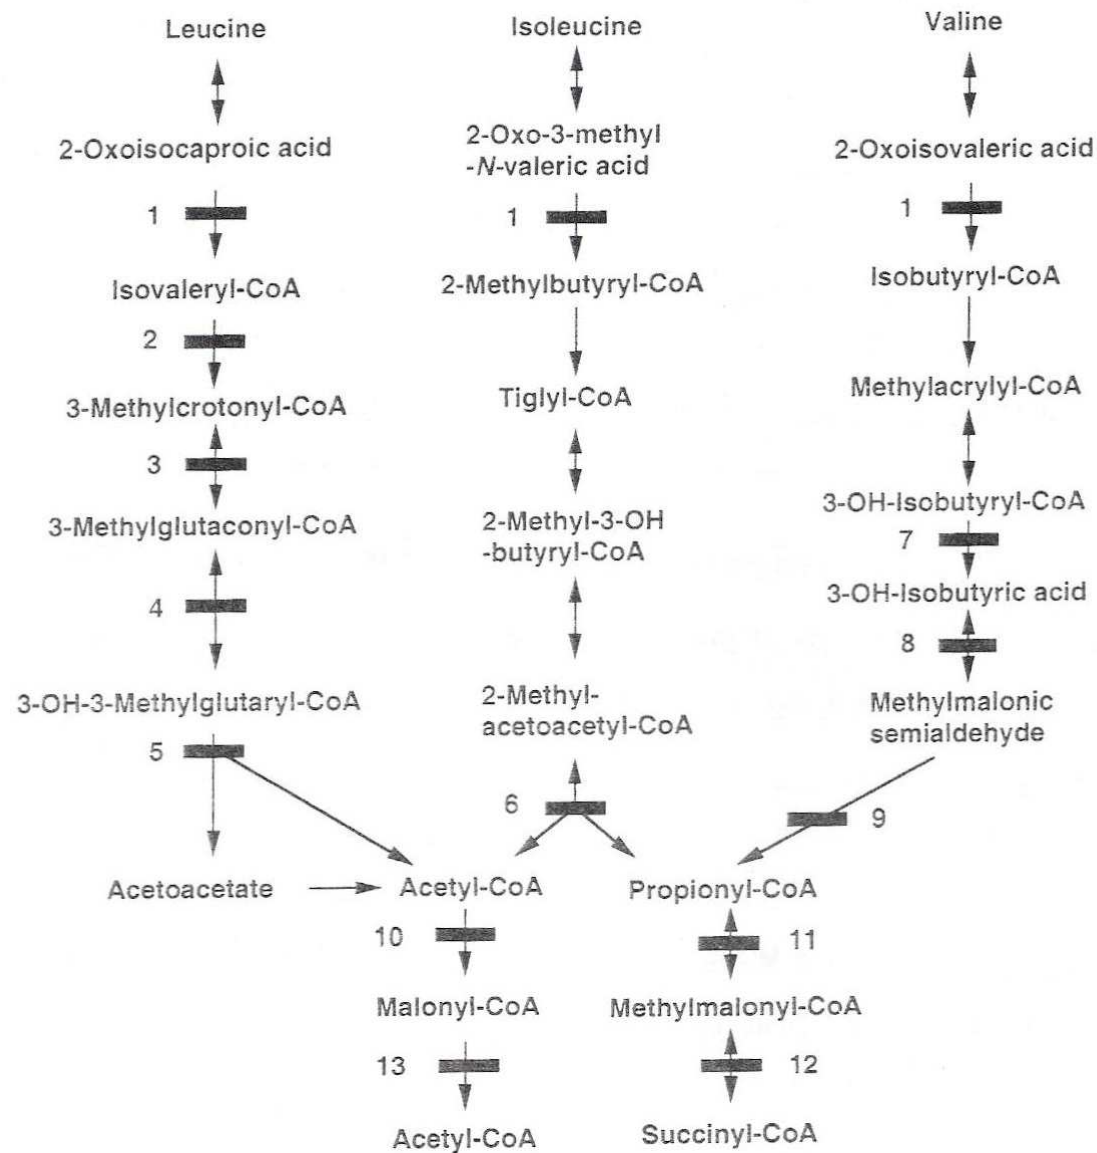 Leucine
Isoleucine
Valine
2-Oxoisocaproic acid
2-Oxo-3-methyl
-N-valeric acid
2-Oxoisovaleric acid
1
1
1
Isovaleryl-CoA
2-Methylbutyryl-CoA
Isobutyryl-CoA
2
3-Methylcrotonyl-CoA
Tiglyl-CoA
Methylacrylyl-CoA
3
3-Methylglutaconyl-CoA
2-Methyl-3-OH
-butyryl-CoA
3-OH-Isobutyryl-CoA
7
4
3-OH-Isobutyric acid
8
3-OH-3-Methylglutaryl-CoA
2-Methyl-
acetoacetyl-CoA
Methylmalonic
semialdehyde
5
6
9
Acetoacetate
Acetyl-CoA
Propionyl-CoA
10
11
Malonyl-CoA
Methylmalonyl-CoA
13
12
Acetyl-CoA
Succinyl-CoA